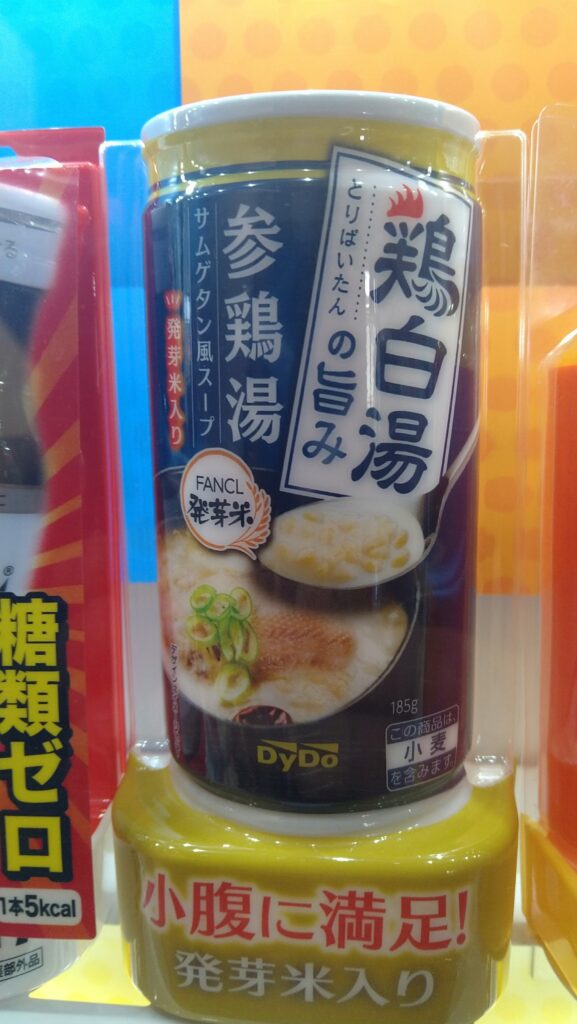 鶏白湯
とりぱいたん
の旨み
参鶏湯
サムゲタン風スープ
発芽米入り
FANCL
発芽米
185g
この商品は、
小麦
を含みます。
DyDo
小腹に満足!
発芽米入り
糖類ゼロ
1本5kcal
部外品